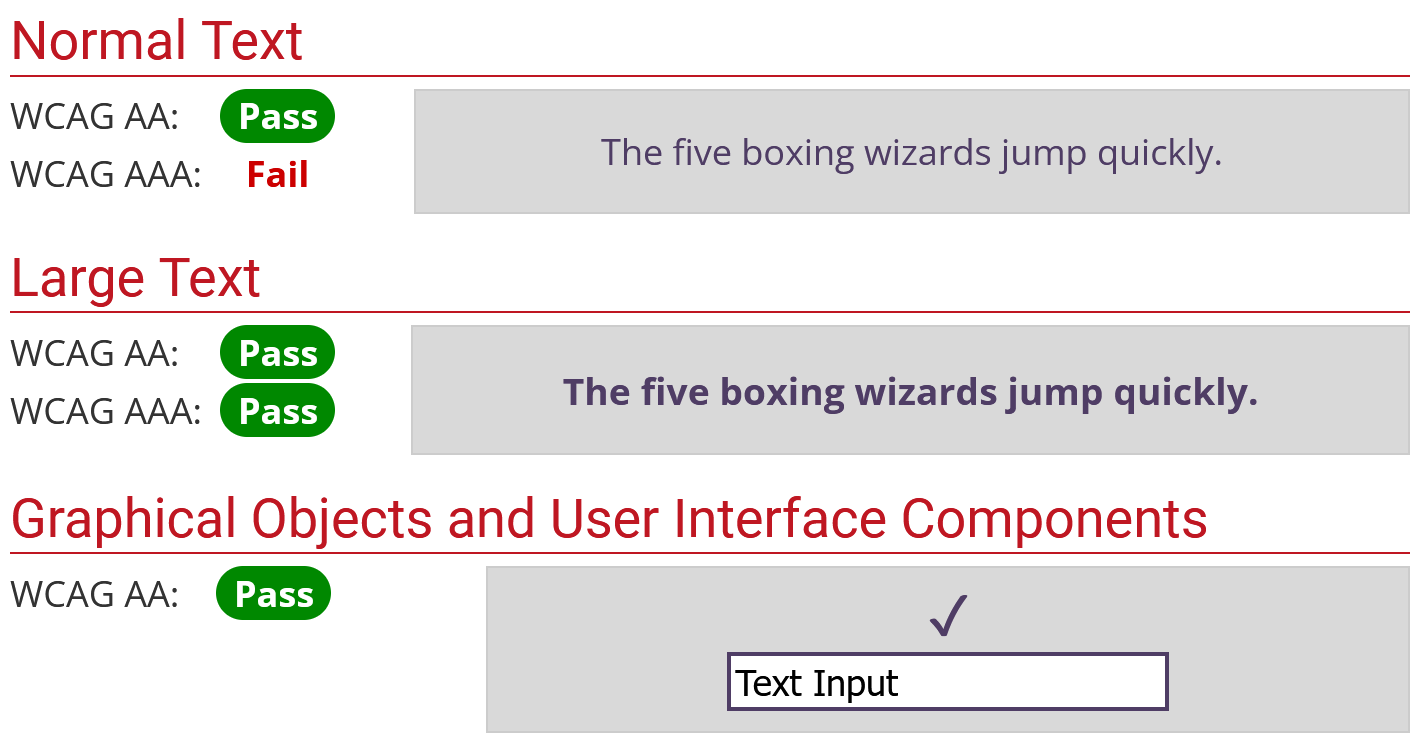 Normal Text
WCAG AA: Pass
WCAG AAA: Fail
The five boxing wizards jump quickly.
Large Text
WCAG AA: Pass
WCAG AAA: Pass
The five boxing wizards jump quickly.
Graphical Objects and User Interface Components
WCAG AA: Pass
✓
Text Input